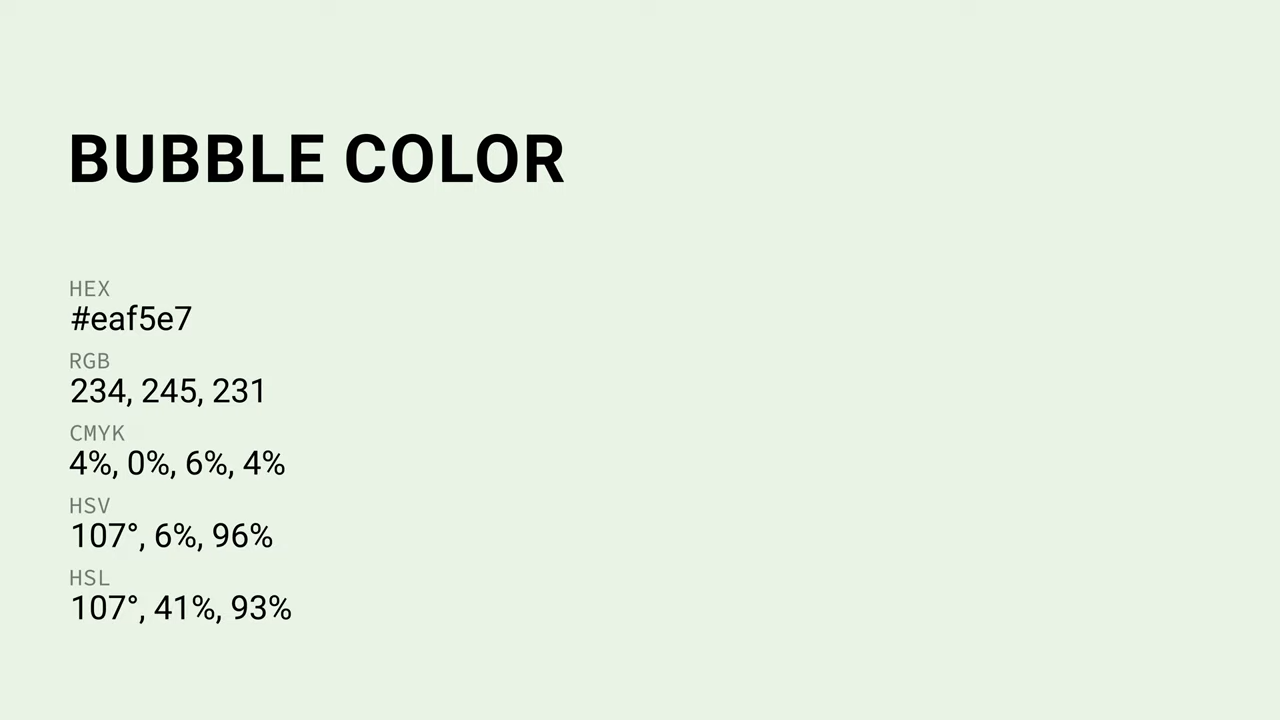 BUBBLE COLOR
HEX
#eaf5e7
RGB
234, 245, 231
CMYK
4%, 0%, 6%, 4%
HSV
107°, 6%, 96%
HSL
107°, 41%, 93%